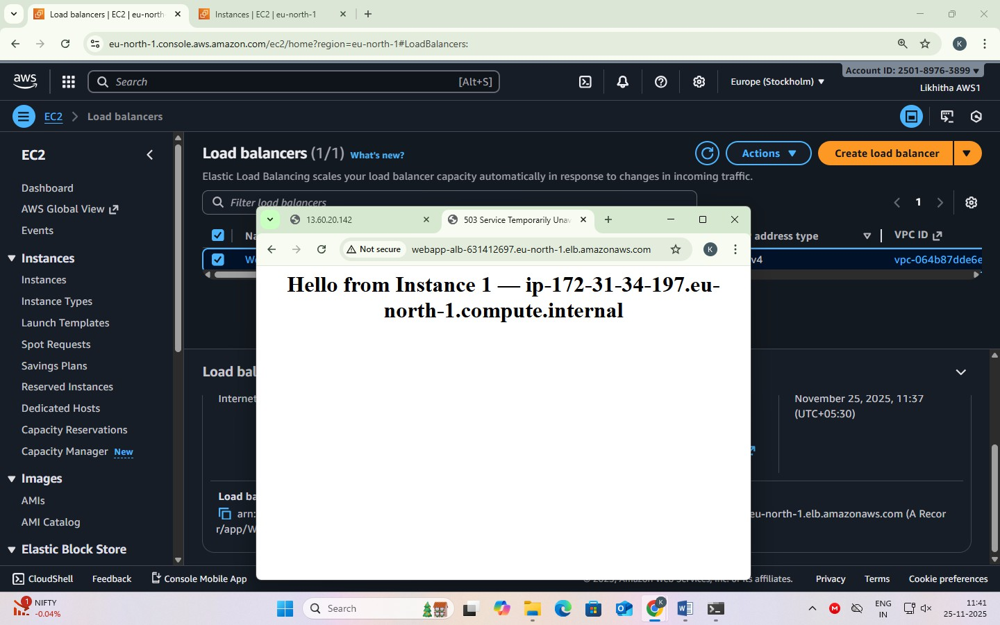 Load balancers | EC2 | eu-north
Instances | EC2 | eu-north-1
eu-north-1.console.aws.amazon.com/ec2/home?region=eu-north-1#LoadBalancers:
K
aws
Search
[Alt+S]
Europe (Stockholm)
Account ID: 2501-8976-3899
Likhitha AWS1
EC2
Load balancers
EC2
Dashboard
AWS Global View
Events
Instances
Instances
Instance Types
Launch Templates
Spot Requests
Savings Plans
Reserved Instances
Dedicated Hosts
Capacity Reservations
Capacity Manager New
Images
AMIs
AMI Catalog
Elastic Block Store
Load balancers (1/1) What's new?
Actions
Create load balancer
Elastic Load Balancing scales your load balancer capacity automatically in response to changes in incoming traffic.
Filter load balancers
1
address type
VPC ID
v4
vpc-064b87dde6e
13.60.20.142
503 Service Temporarily Unav
Not secure
webapp-alb-631412697.eu-north-1.elb.amazonaws.com
K
Hello from Instance 1 — ip-172-31-34-197.eu-
north-1.compute.internal
Load bal
Internet
November 25, 2025, 11:37
(UTC+05:30)
Load ba
arn:
r/app/W
eu-north-1.elb.amazonaws.com (A Recor
CloudShell
Feedback
Console Mobile App
affiliates.
Privacy
Terms
Cookie preferences
1
NIFTY
-0.04%
Search
K
M
ENG
IN
11:41
25-11-2025